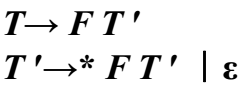 T→ F T'
T'→* F T' | ε